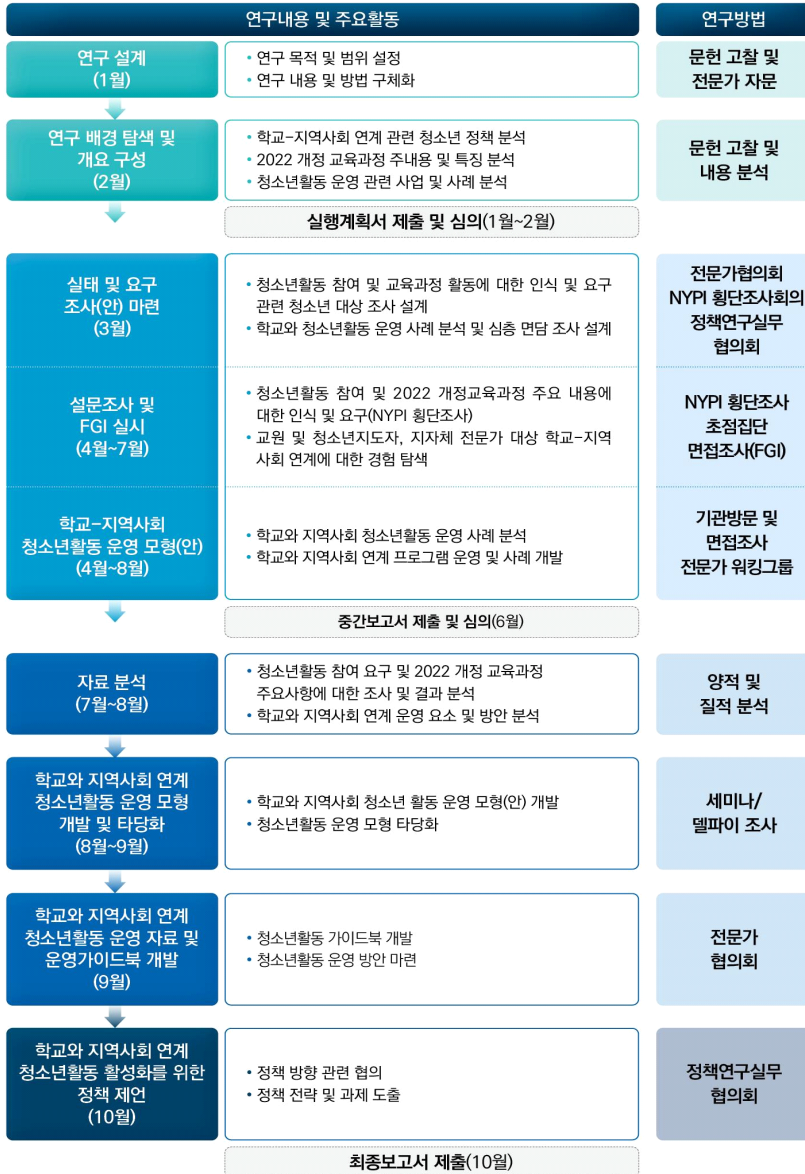 연구내용 및 주요활동
연구방법
연구 설계
(1월)
• 연구 목적 및 범위 설정
• 연구 내용 및 방법 구체화
문헌 고찰 및
전문가 자문
연구 배경 탐색 및
개요 구성
(2월)
• 학교-지역사회 연계 관련 청소년 정책 분석
• 2022 개정 교육과정 주내용 및 특징 분석
• 청소년활동 운영 관련 사업 및 사례 분석
문헌 고찰 및
내용 분석
실행계획서 제출 및 심의(1월~2월)
실태 및 요구
조사(안) 마련
(3월)
• 청소년활동 참여 및 교육과정 활동에 대한 인식 및 요구
관련 청소년 대상 조사 설계
• 학교와 청소년활동 운영 사례 분석 및 심층 면담 조사 설계
전문가협의회
NYPI 횡단조사회의
정책연구실무
협의회
설문조사 및
FGI 실시
(4월~7월)
• 청소년활동 참여 및 2022 개정교육과정 주요 내용에
대한 인식 및 요구(NYPI 횡단조사)
• 교원 및 청소년지도자, 지자체 전문가 대상 학교-지역
사회 연계에 대한 경험 탐색
NYPI 횡단조사
초점집단
면접조사(FGI)
학교-지역사회
청소년활동 운영 모형(안)
(4월~8월)
• 학교와 지역사회 청소년활동 운영 사례 분석
• 학교와 지역사회 연계 프로그램 운영 및 사례 개발
기관방문 및
면접조사
전문가 워킹그룹
중간보고서 제출 및 심의(6월)
자료 분석
(7월~8월)
• 청소년활동 참여 요구 및 2022 개정 교육과정
주요사항에 대한 조사 및 결과 분석
• 학교와 지역사회 연계 운영 요소 및 방안 분석
양적 및
질적 분석
학교와 지역사회 연계
청소년활동 운영 모형
개발 및 타당화
(8월~9월)
• 학교와 지역사회 청소년 활동 운영 모형(안) 개발
• 청소년활동 운영 모형 타당화
세미나/
델파이 조사
학교와 지역사회 연계
청소년활동 운영 자료 및
운영가이드북 개발
(9월)
• 청소년활동 가이드북 개발
• 청소년활동 운영 방안 마련
전문가
협의회
학교와 지역사회 연계
청소년활동 활성화를 위한
정책 제언
(10월)
• 정책 방향 관련 협의
• 정책 전략 및 과제 도출
정책연구실무
협의회
최종보고서 제출(10월)